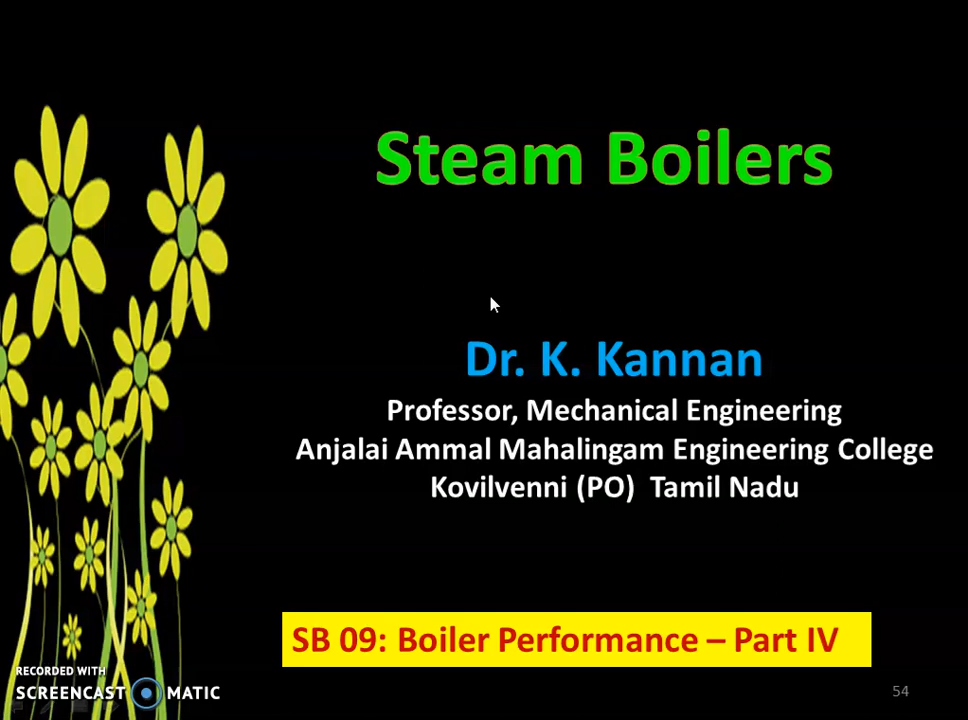 Steam Boilers
Dr. K. Kannan
Professor, Mechanical Engineering
Anjalai Ammal Mahalingam Engineering College
Kovilvenni (PO) Tamil Nadu
SB 09: Boiler Performance – Part IV
RECORDED WITH
SCREENCAST MATIC
54